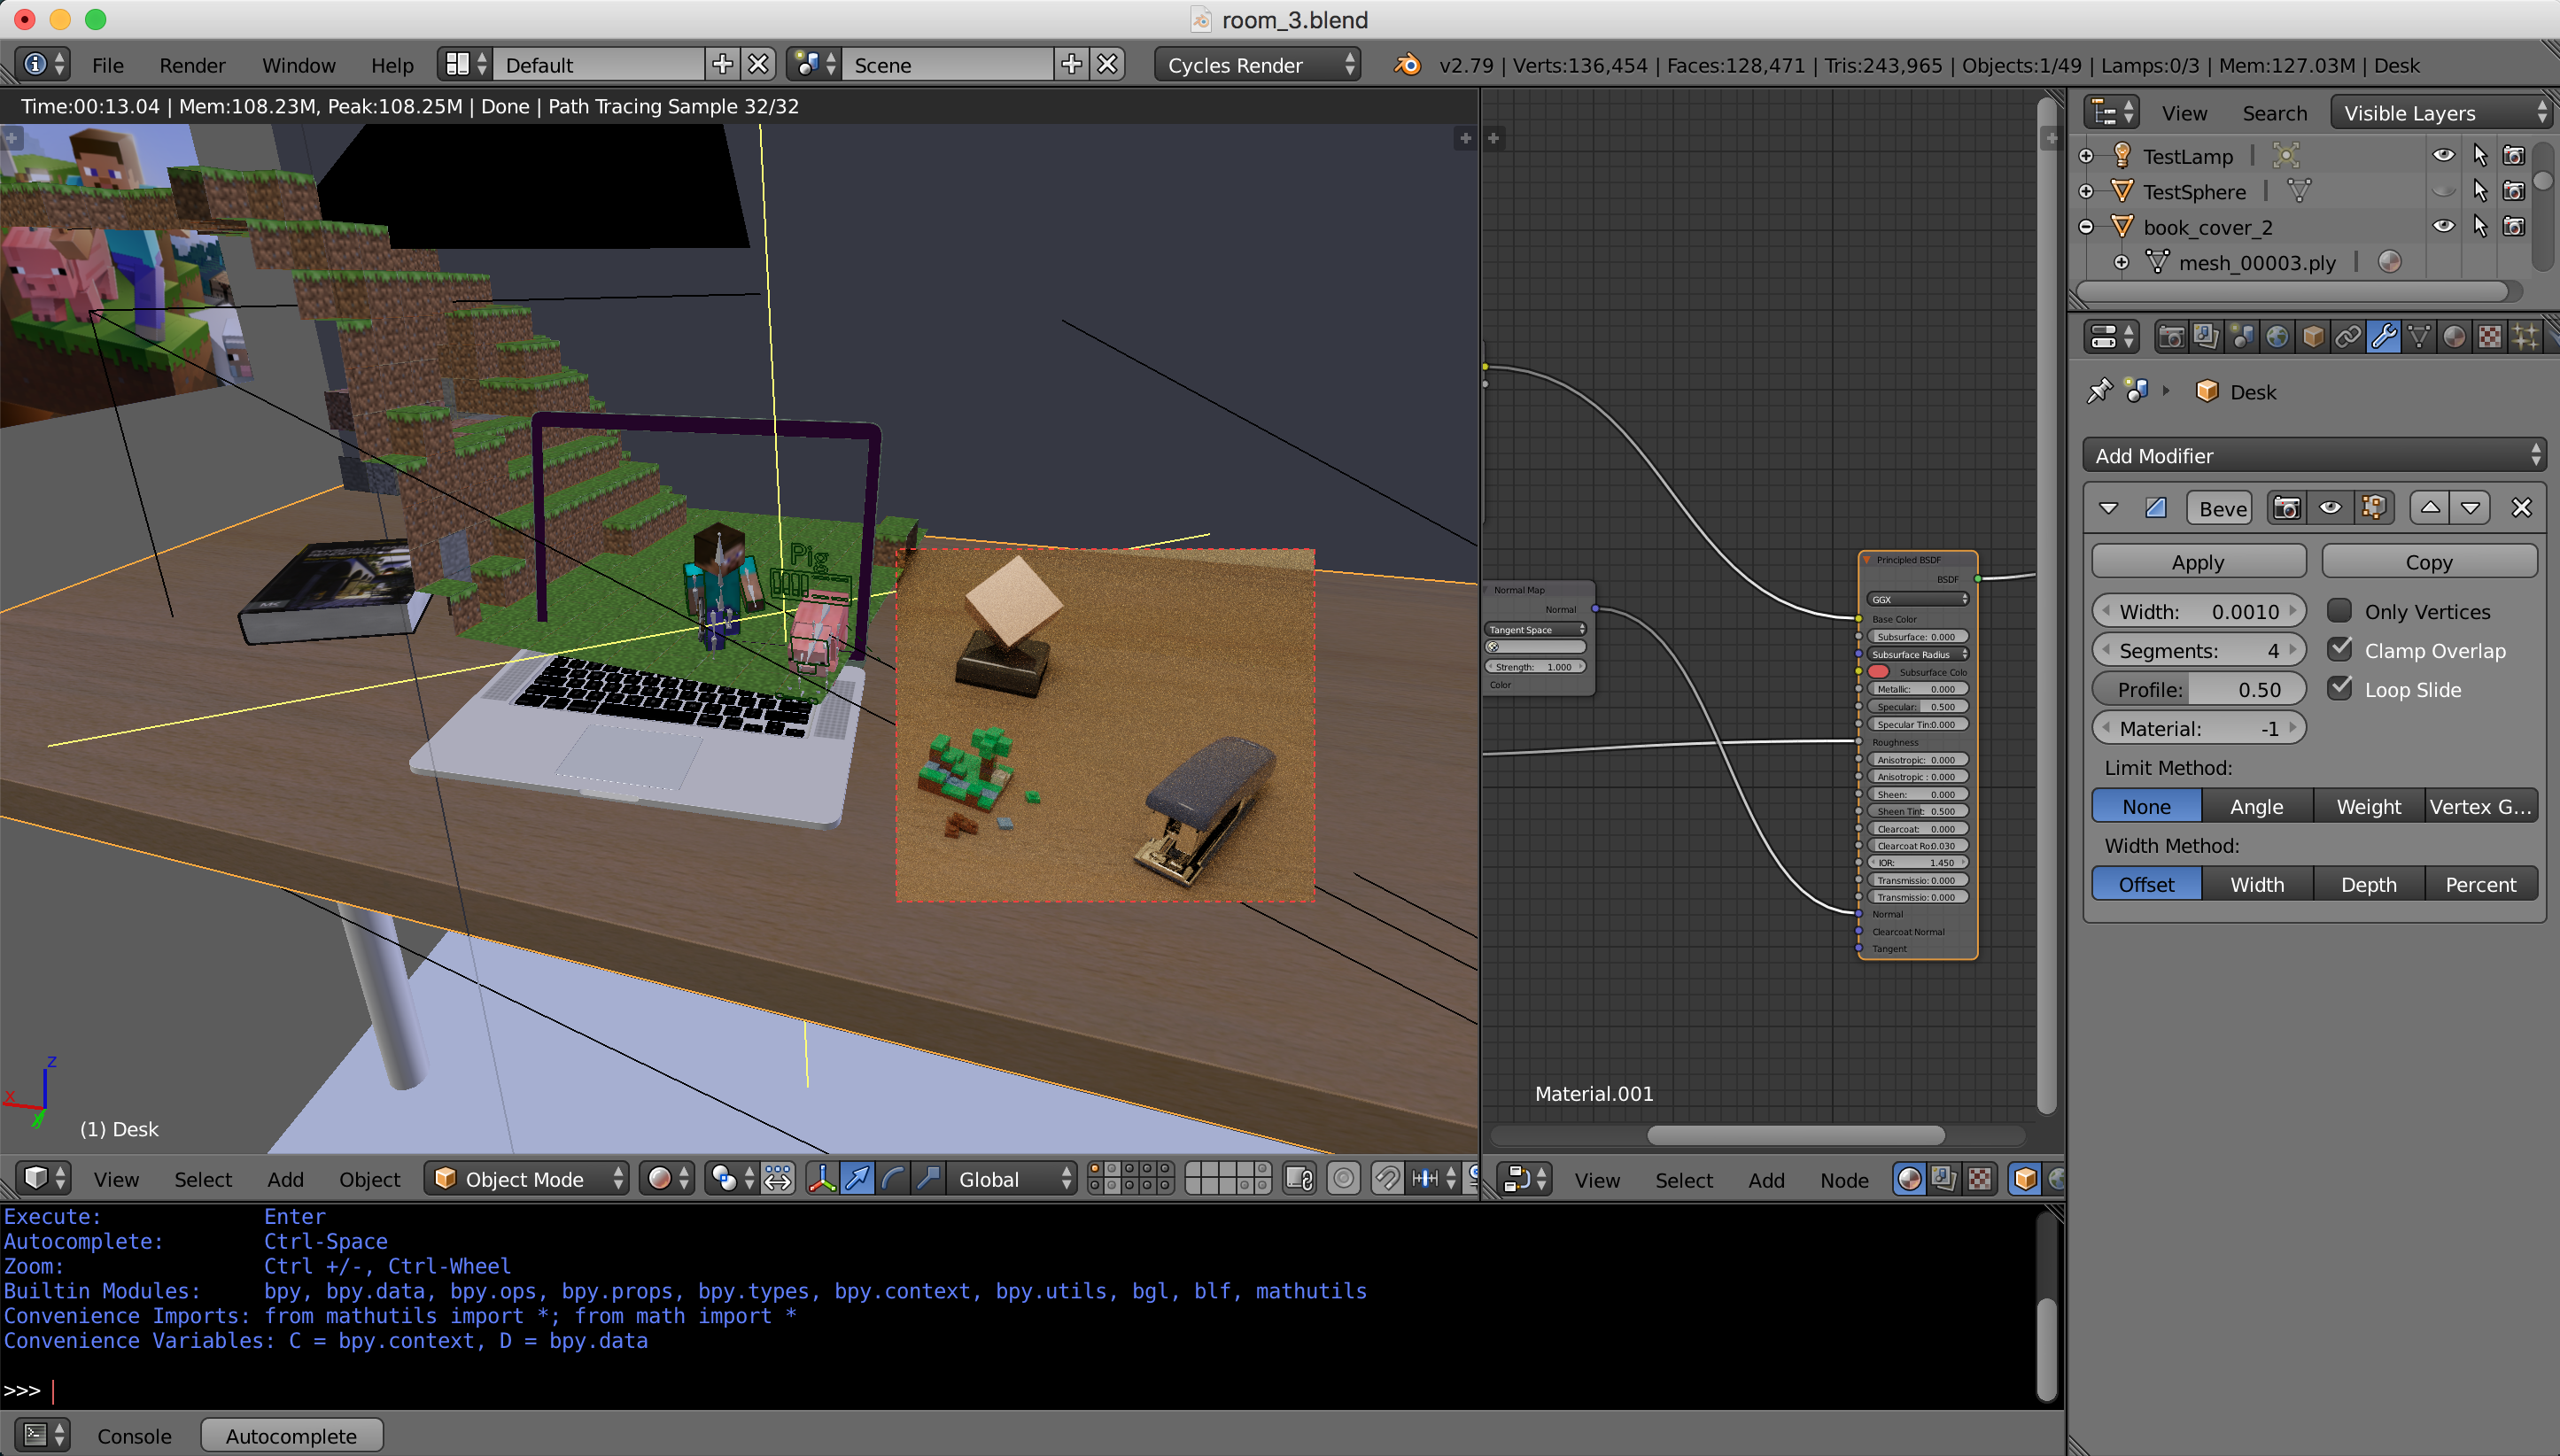 room_3.blend
File Render Window Help Default Scene Cycles Render v2.79 | Verts:136,454 | Faces:128,471 | Tris:243,965 | Objects:1/49 | Lamps:0/3 | Mem:127.03M | Desk
Time:00:13.04 | Mem:108.23M, Peak:108.25M | Done | Path Tracing Sample 32/32
Pig
(1) Desk
z
x
y
View Select Add Object Object Mode Global
Normal Map
Normal
Tangent Space
Strength: 1.000
Color
Principled BSDF
BSDF
GGX
Base Color
Subsurface: 0.000
Subsurface Radius
Subsurface Colo
Metallic: 0.000
Specular: 0.500
Specular Tin:0.000
Roughness
Anisotropic: 0.000
Anisotropic : 0.000
Sheen: 0.000
Sheen Tint: 0.500
Clearcoat: 0.000
Clearcoat Ro:0.030
IOR: 1.450
Transmissio: 0.000
Transmissio: 0.000
Normal
Clearcoat Normal
Tangent
Material.001
View Select Add Node
View Search Visible Layers
TestLamp
TestSphere
book_cover_2
mesh_00003.ply
Desk
Add Modifier
Beve
Apply Copy
Width: 0.0010 Only Vertices
Segments: 4 Clamp Overlap
Profile: 0.50 Loop Slide
Material: -1
Limit Method:
None Angle Weight Vertex G...
Width Method:
Offset Width Depth Percent
Execute: Enter
Autocomplete: Ctrl-Space
Zoom: Ctrl +/-, Ctrl-Wheel
Builtin Modules: bpy, bpy.data, bpy.ops, bpy.props, bpy.types, bpy.context, bpy.utils, bgl, blf, mathutils
Convenience Imports: from mathutils import *; from math import *
Convenience Variables: C = bpy.context, D = bpy.data
>>>
Console Autocomplete